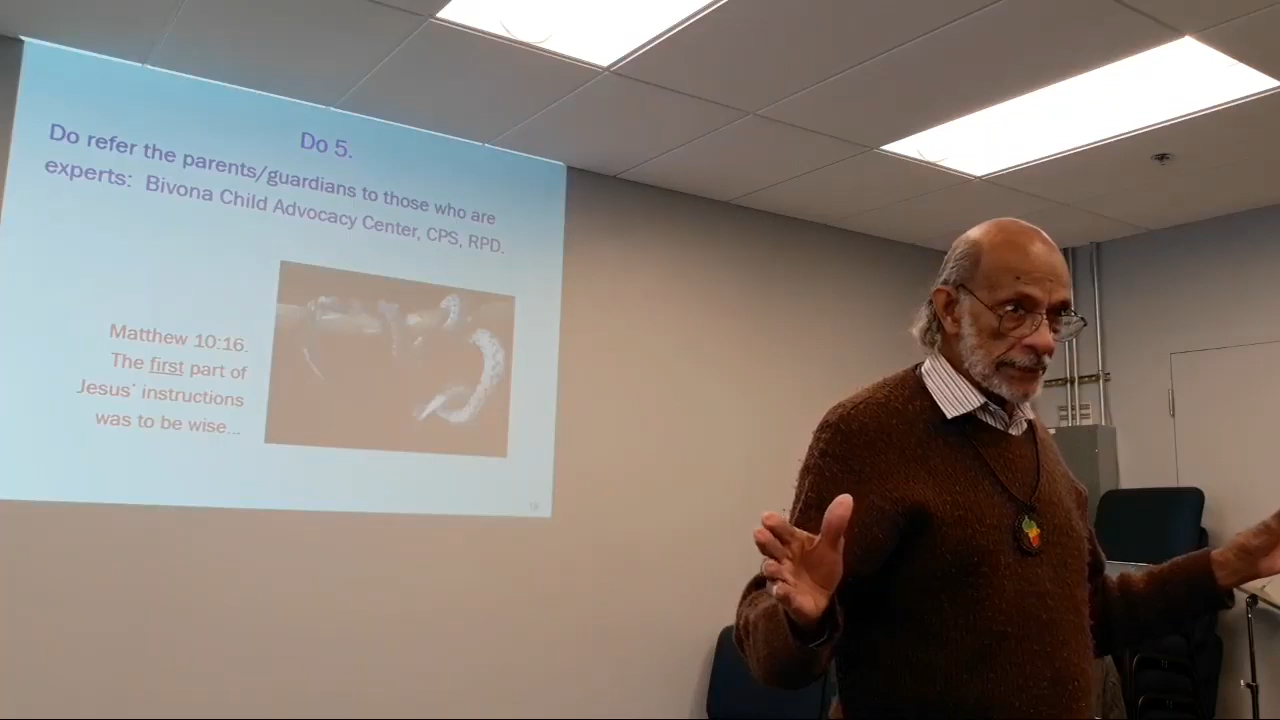 Do 5.
Do refer the parents/guardians to those who are
experts: Bivona Child Advocacy Center, CPS, RPD.
Matthew 10:16.
The first part of
Jesus' instructions
was to be wise...